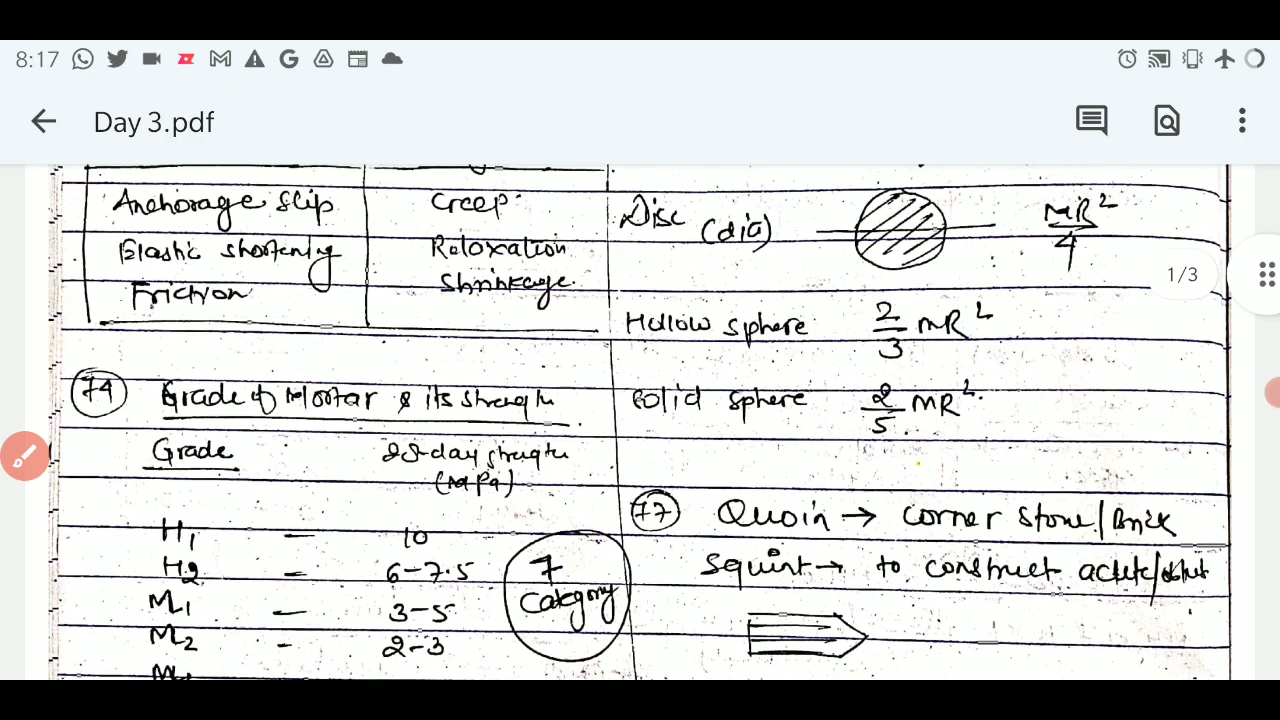 8:17
Day 3.pdf
1/3
Anchorage slip Creep
Elastic shortening Relaxation
Friction Shrinkage
74 Grade of Mortar & its strength
Grade 28-day strength
(MPa)
H1 — 10
H2 — 6-7.5
M1 — 3-5
M2 - 2-3
7
Category
Disc (dia) MR²/4
Hollow sphere 2/3 MR²
Solid sphere 2/5 MR²
77 Quoin → Corner Stone/Brick
Squint → to construct acute/